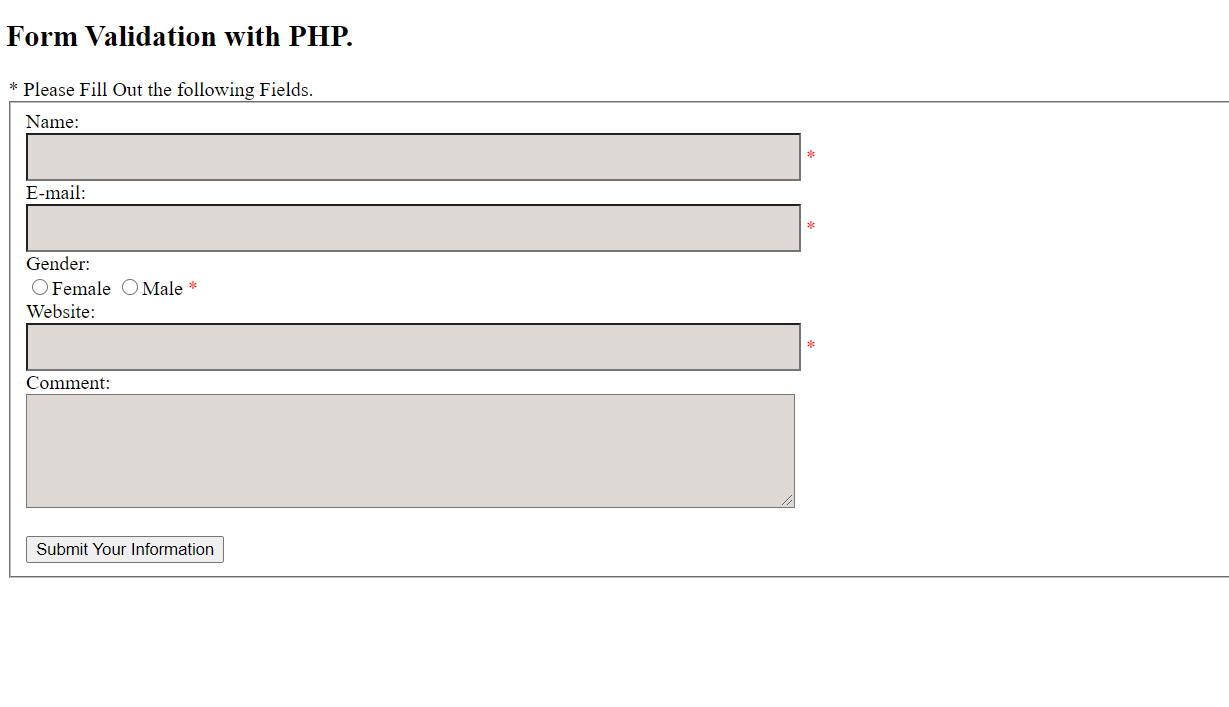 Form Validation with PHP.
* Please Fill Out the following Fields.
Name:
*
E-mail:
*
Gender:
Female Male *
Website:
*
Comment:
Submit Your Information